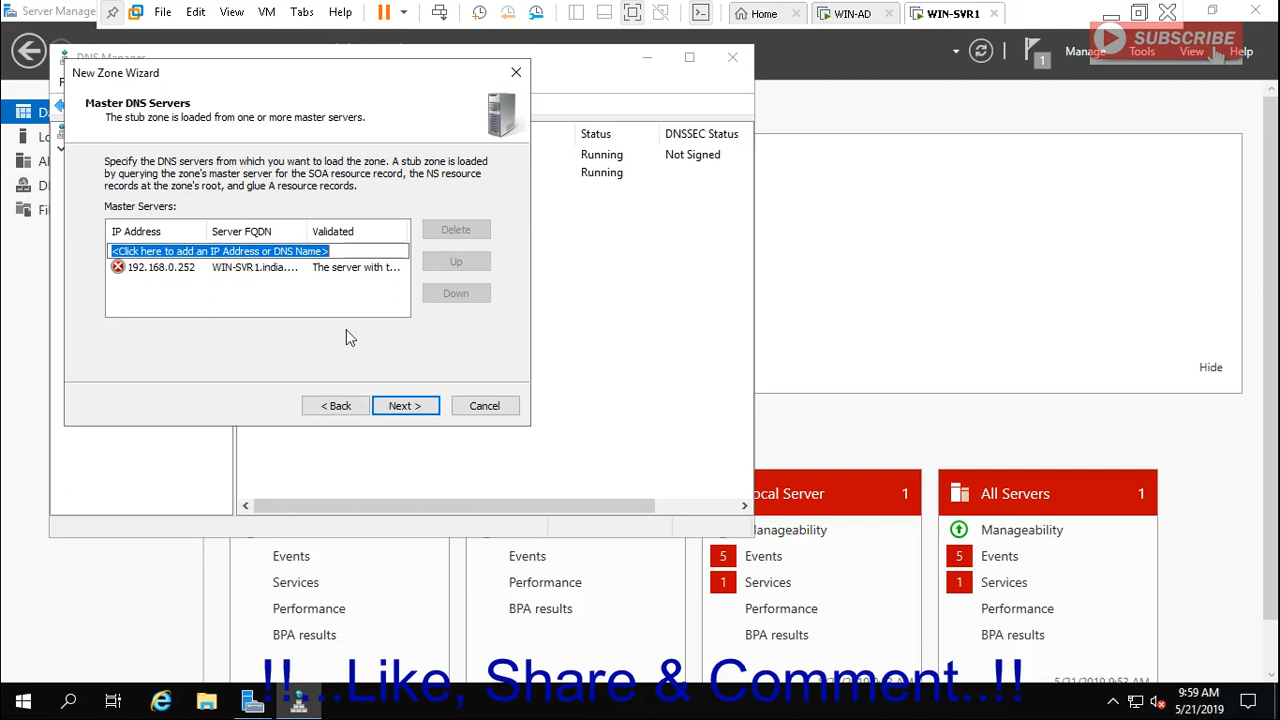 Server Manage
File Edit View VM Tabs Help
Home
WIN-AD
WIN-SVR1
SUBSCRIBE
Manage Tools View Help
1
DNS Manager
New Zone Wizard
Master DNS Servers
The stub zone is loaded from one or more master servers.
Specify the DNS servers from which you want to load the zone. A stub zone is loaded
by querying the zone's master server for the SOA resource record, the NS resource
records at the zone's root, and glue A resource records.
Master Servers:
IP Address Server FQDN Validated
<Click here to add an IP Address or DNS Name>
192.168.0.252 WIN-SVR1.india.... The server with t...
Delete
Up
Down
< Back Next > Cancel
Status DNSSEC Status
Running Not Signed
Running
Hide
ocal Server 1
Manageability
5 Events
1 Services
Performance
BPA results
All Servers 1
Manageability
5 Events
1 Services
Performance
BPA results
Events
Services
Performance
BPA results
Events
Performance
BPA results
5/21/2019 9:53 AM
!!...Like, Share & Comment..!!
9:59 AM
5/21/2019